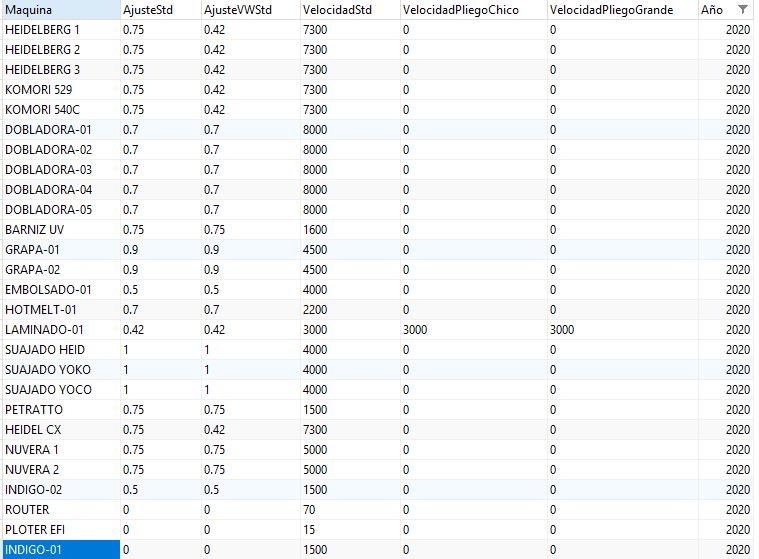 Maquina AjusteStd AjusteVWStd VelocidadStd VelocidadPliegoChico VelocidadPliegoGrande Año
HEIDELBERG 1 0.75 0.42 7300 0 0 2020
HEIDELBERG 2 0.75 0.42 7300 0 0 2020
HEIDELBERG 3 0.75 0.42 7300 0 0 2020
KOMORI 529 0.75 0.42 7300 0 0 2020
KOMORI 540C 0.75 0.42 7300 0 0 2020
DOBLADORA-01 0.7 0.7 8000 0 0 2020
DOBLADORA-02 0.7 0.7 8000 0 0 2020
DOBLADORA-03 0.7 0.7 8000 0 0 2020
DOBLADORA-04 0.7 0.7 8000 0 0 2020
DOBLADORA-05 0.7 0.7 8000 0 0 2020
BARNIZ UV 0.75 0.75 1600 0 0 2020
GRAPA-01 0.9 0.9 4500 0 0 2020
GRAPA-02 0.9 0.9 4500 0 0 2020
EMBOLSADO-01 0.5 0.5 4000 0 0 2020
HOTMELT-01 0.7 0.7 2200 0 0 2020
LAMINADO-01 0.42 0.42 3000 3000 3000 2020
SUAJADO HEID 1 1 4000 0 0 2020
SUAJADO YOKO 1 1 4000 0 0 2020
SUAJADO YOCO 1 1 4000 0 0 2020
PETRATTO 0.75 0.75 1500 0 0 2020
HEIDEL CX 0.75 0.42 7300 0 0 2020
NUVERA 1 0.75 0.75 5000 0 0 2020
NUVERA 2 0.75 0.75 5000 0 0 2020
INDIGO-02 0.5 0.5 1500 0 0 2020
ROUTER 0 0 70 0 0 2020
PLOTER EFI 0 0 15 0 0 2020
INDIGO-01 0 0 1500 0 0 2020